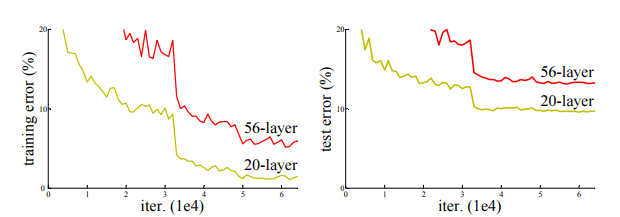 20
10
0
training error (%)
56-layer
20-layer
0 1 2 3 4 5 6
iter. (1e4)
20
10
0
test error (%)
56-layer
20-layer
0 1 2 3 4 5 6
iter. (1e4)